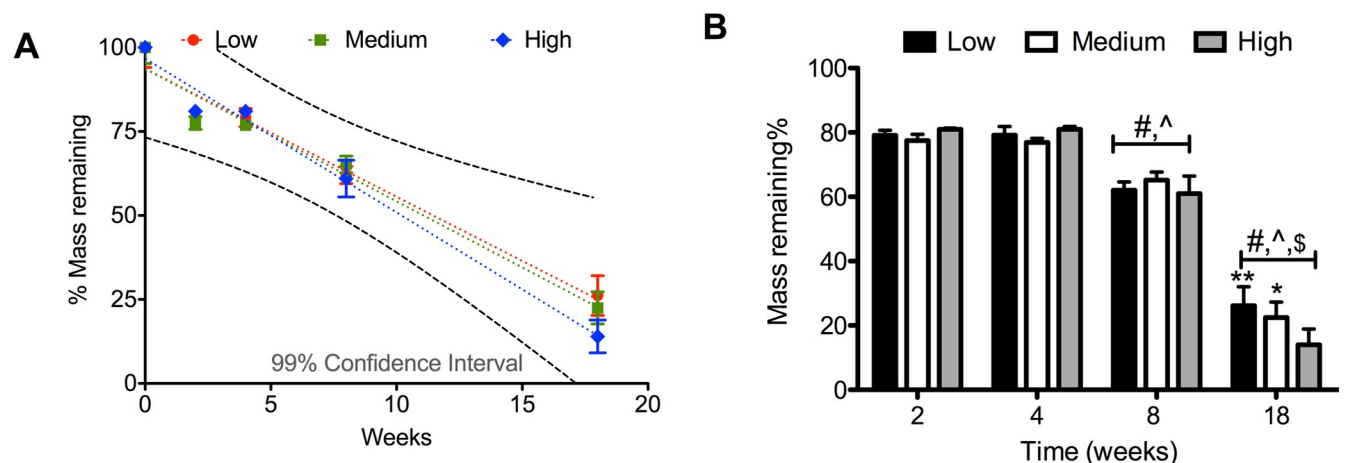 A
Low Medium High
% Mass remaining
100
75
50
25
0
99% Confidence Interval
0 5 10 15 20
Weeks
B
Low Medium High
Mass remaining%
100
80
60
40
20
0
#,^
#,^,$
** *
2 4 8 18
Time (weeks)